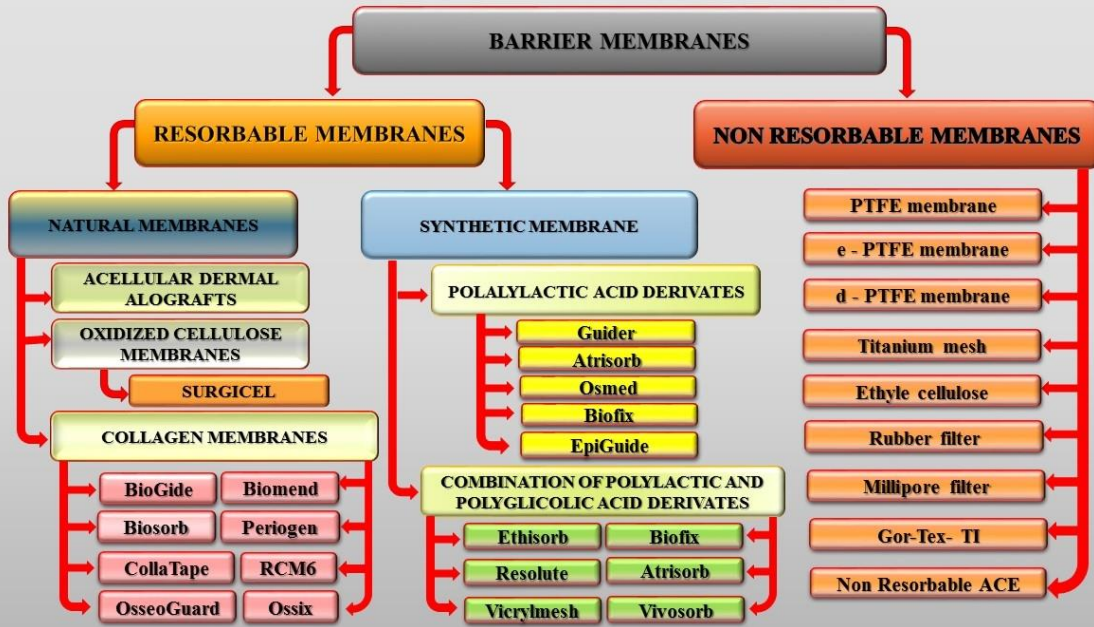 BARRIER MEMBRANES
RESORBABLE MEMBRANES
NON RESORBABLE MEMBRANES
NATURAL MEMBRANES
ACELLULAR DERMAL
ALOGRAFTS
OXIDIZED CELLULOSE
MEMBRANES
SURGICEL
COLLAGEN MEMBRANES
BioGide
Biomend
Biosorb
Periogen
CollaTape
RCM6
OsseoGuard
Ossix
SYNTHETIC MEMBRANE
POLALYLACTIC ACID DERIVATES
Guider
Atrisorb
Osmed
Biofix
EpiGuide
COMBINATION OF POLYLACTIC AND
POLYGLICOLIC ACID DERIVATES
Ethisorb
Biofix
Resolute
Atrisorb
Vicrylmesh
Vivosorb
PTFE membrane
e - PTFE membrane
d - PTFE membrane
Titanium mesh
Ethyle cellulose
Rubber filter
Millipore filter
Gor-Tex- TI
Non Resorbable ACE